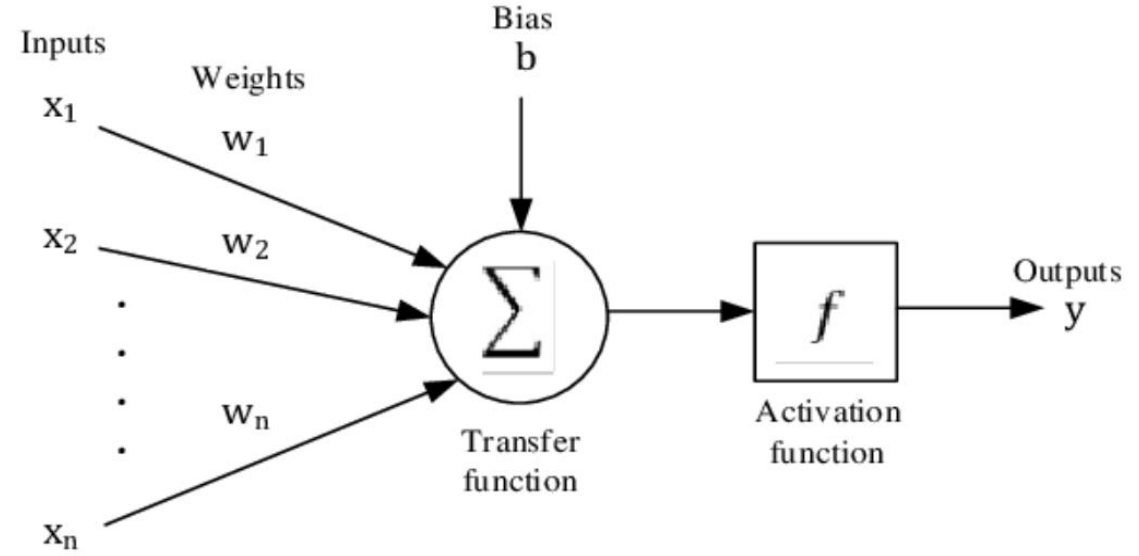 Bias
b
Inputs
Weights
x₁
w₁
x₂
w₂
Σ
f
Outputs
y
wₙ
Activation
function
Transfer
function
xₙ